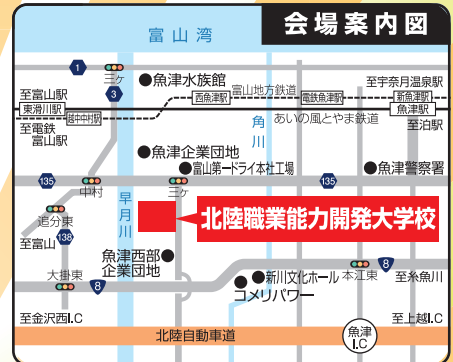 会場案内図
富山湾
1
三ケ
3
●魚津水族館
至富山駅
東滑川駅
越中中村駅
至電鉄
富山駅
西魚津駅
富山地方鉄道
電鉄魚津駅
至宇奈月温泉駅
新魚津駅
魚津駅
あいの風とやま鉄道
至泊駅
角川
●魚津企業団地
●富山第一ドライ本社工場
●魚津警察署
135
中村
三ケ
135
早月川
追分東
138
至富山
北陸職業能力開発大学校
魚津西部●
企業団地
大掛東
8
●新川文化ホール
●
コメリパワー
本江東
8
至糸魚川
至金沢西I.C
至上越I.C
北陸自動車道
魚津
I.C